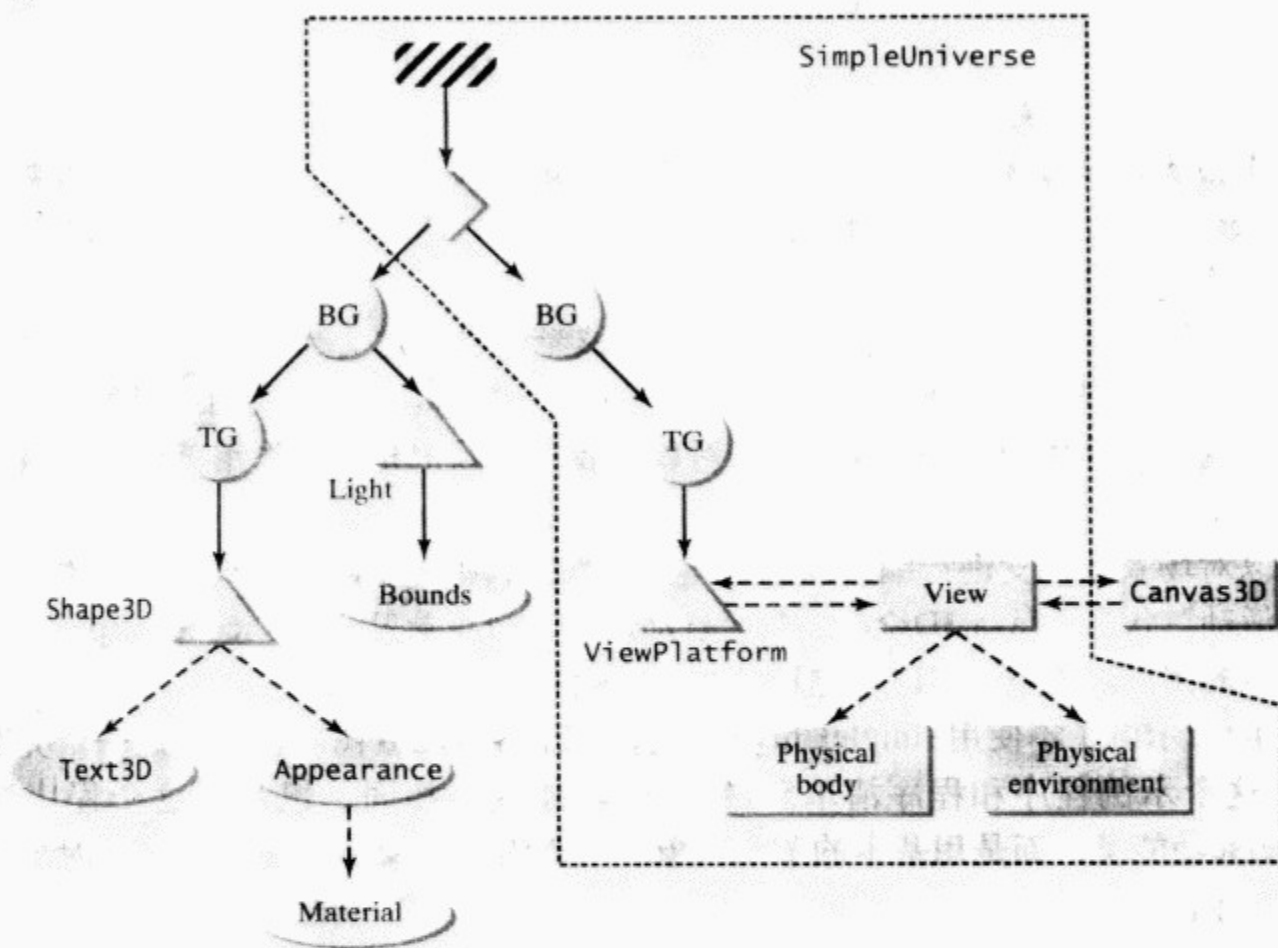 SimpleUniverse
BG
BG
TG
TG
Light
Shape3D
Bounds
View
Canvas3D
ViewPlatform
Text3D
Appearance
Physical
body
Physical
environment
Material